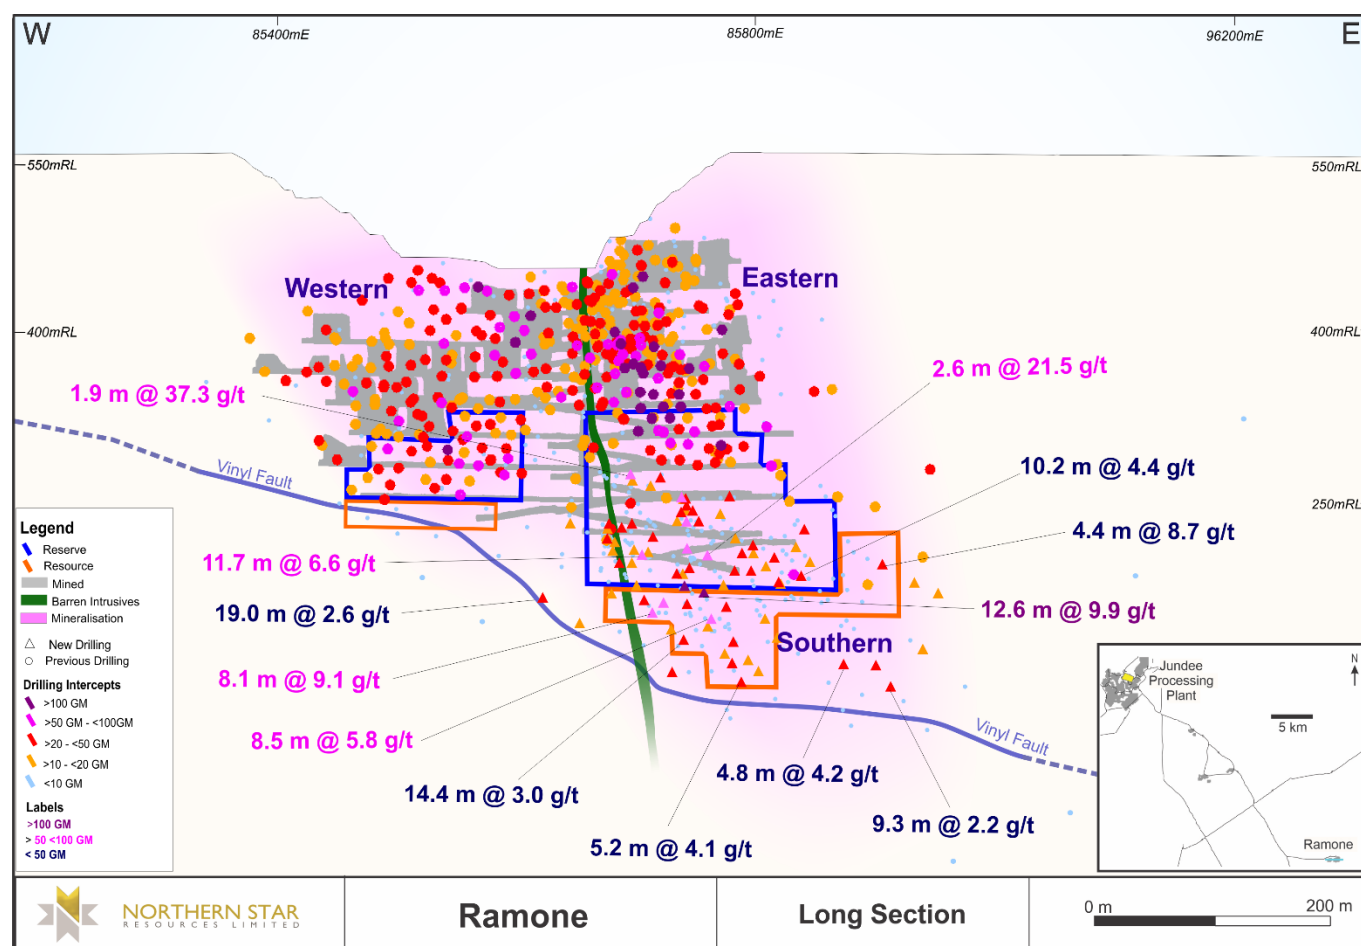 W
85400mE
85800mE
96200mE
E
550mRL
550mRL
Western
Eastern
400mRL
400mRL
2.6 m @ 21.5 g/t
1.9 m @ 37.3 g/t
Vinyl Fault
10.2 m @ 4.4 g/t
250mRL
4.4 m @ 8.7 g/t
Legend
Reserve
Resource
Mined
Barren Intrusives
Mineralisation
New Drilling
Previous Drilling
Drilling Intercepts
>100 GM
>50 GM - <100GM
>20 - <50 GM
>10 - <20 GM
<10 GM
Labels
>100 GM
> 50 <100 GM
< 50 GM
11.7 m @ 6.6 g/t
19.0 m @ 2.6 g/t
12.6 m @ 9.9 g/t
Southern
8.1 m @ 9.1 g/t
8.5 m @ 5.8 g/t
Vinyl Fault
14.4 m @ 3.0 g/t
4.8 m @ 4.2 g/t
9.3 m @ 2.2 g/t
5.2 m @ 4.1 g/t
N
Jundee
Processing
Plant
5 km
Ramone
NORTHERN STAR
RESOURCES LIMITED
Ramone
Long Section
0 m
200 m